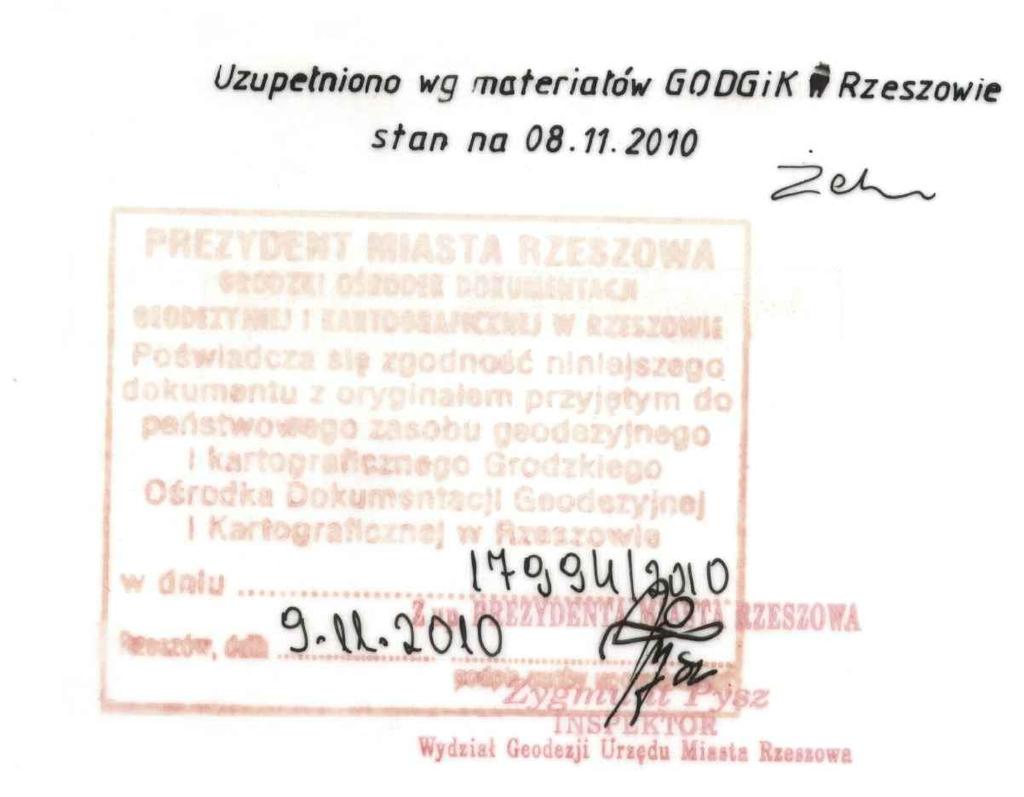 Uzupełniono wg materiałów GODGiK w Rzeszowie
stan na 08.11.2010
PREZYDENT MIASTA RZESZOWA
GRODZKI OŚRODEK DOKUMENTACJI
GEODEZYJNEJ I KARTOGRAFICZNEJ W RZESZOWIE
Poświadcza się zgodność niniejszego
dokumentu z oryginałem przyjętym do
państwowego zasobu geodezyjnego
i kartograficznego Grodzkiego
Ośrodka Dokumentacji Geodezyjnej
i Kartograficznej w Rzeszowie
w dniu .......... 17994/2010
Z up. PREZYDENTA MIASTA RZESZOWA
Rzeszów, dnia 9.11.2010
Zygmunt Pysz
INSPEKTOR
Wydział Geodezji Urzędu Miasta Rzeszowa